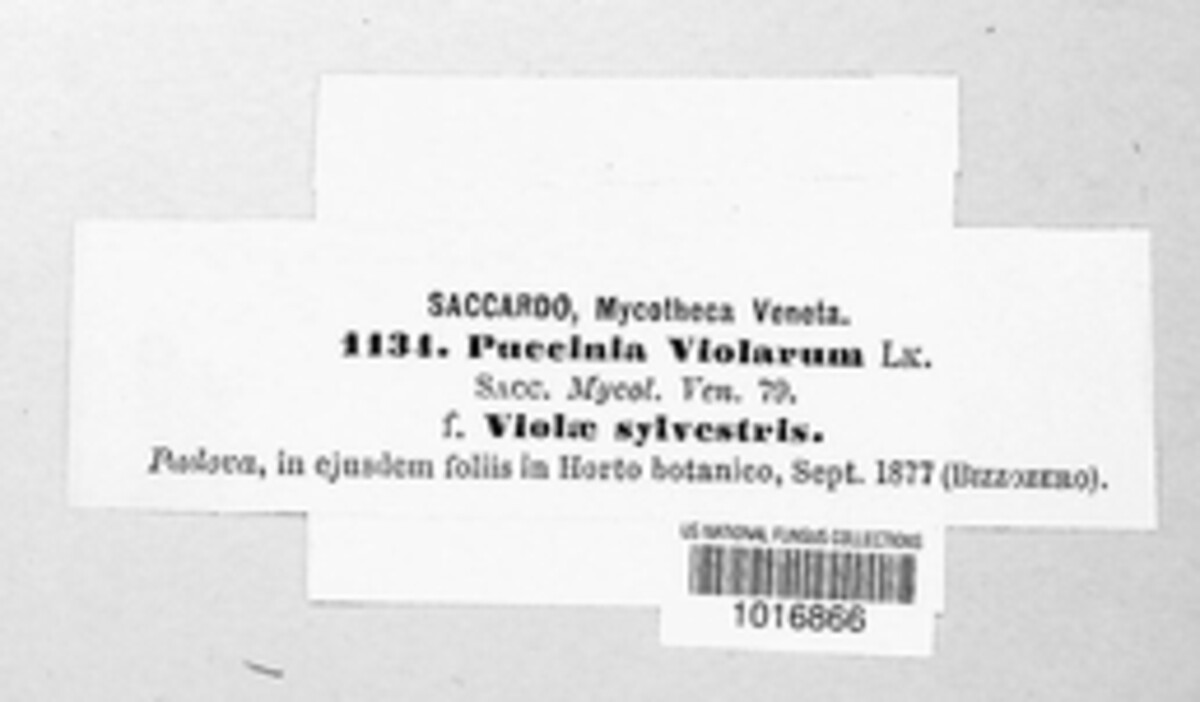 SACCARDO, Mycotheca Veneta.
1134. Puccinia Violarum Lk.
SACC. Mycol. Ven. 79.
f. Violæ sylvestris.
Padova, in ejusdem foliis in Horto botanico, Sept. 1877 (BIZZOZERO).
US NATIONAL FUNGUS COLLECTIONS
1016866